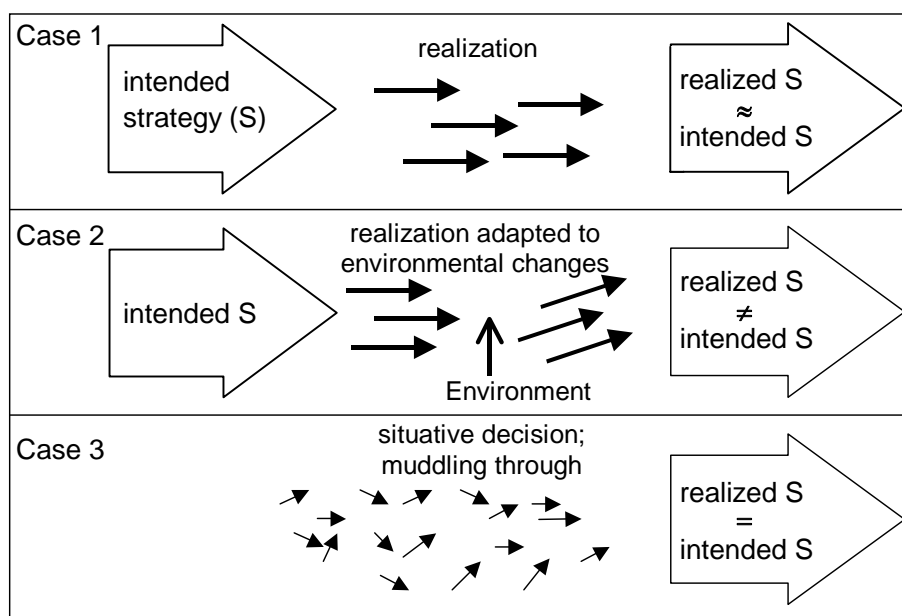 Case 1
intended
strategy (S)
realization
realized S
≈
intended S
Case 2
intended S
realization adapted to
environmental changes
Environment
realized S
≠
intended S
Case 3
situative decision;
muddling through
realized S
=
intended S